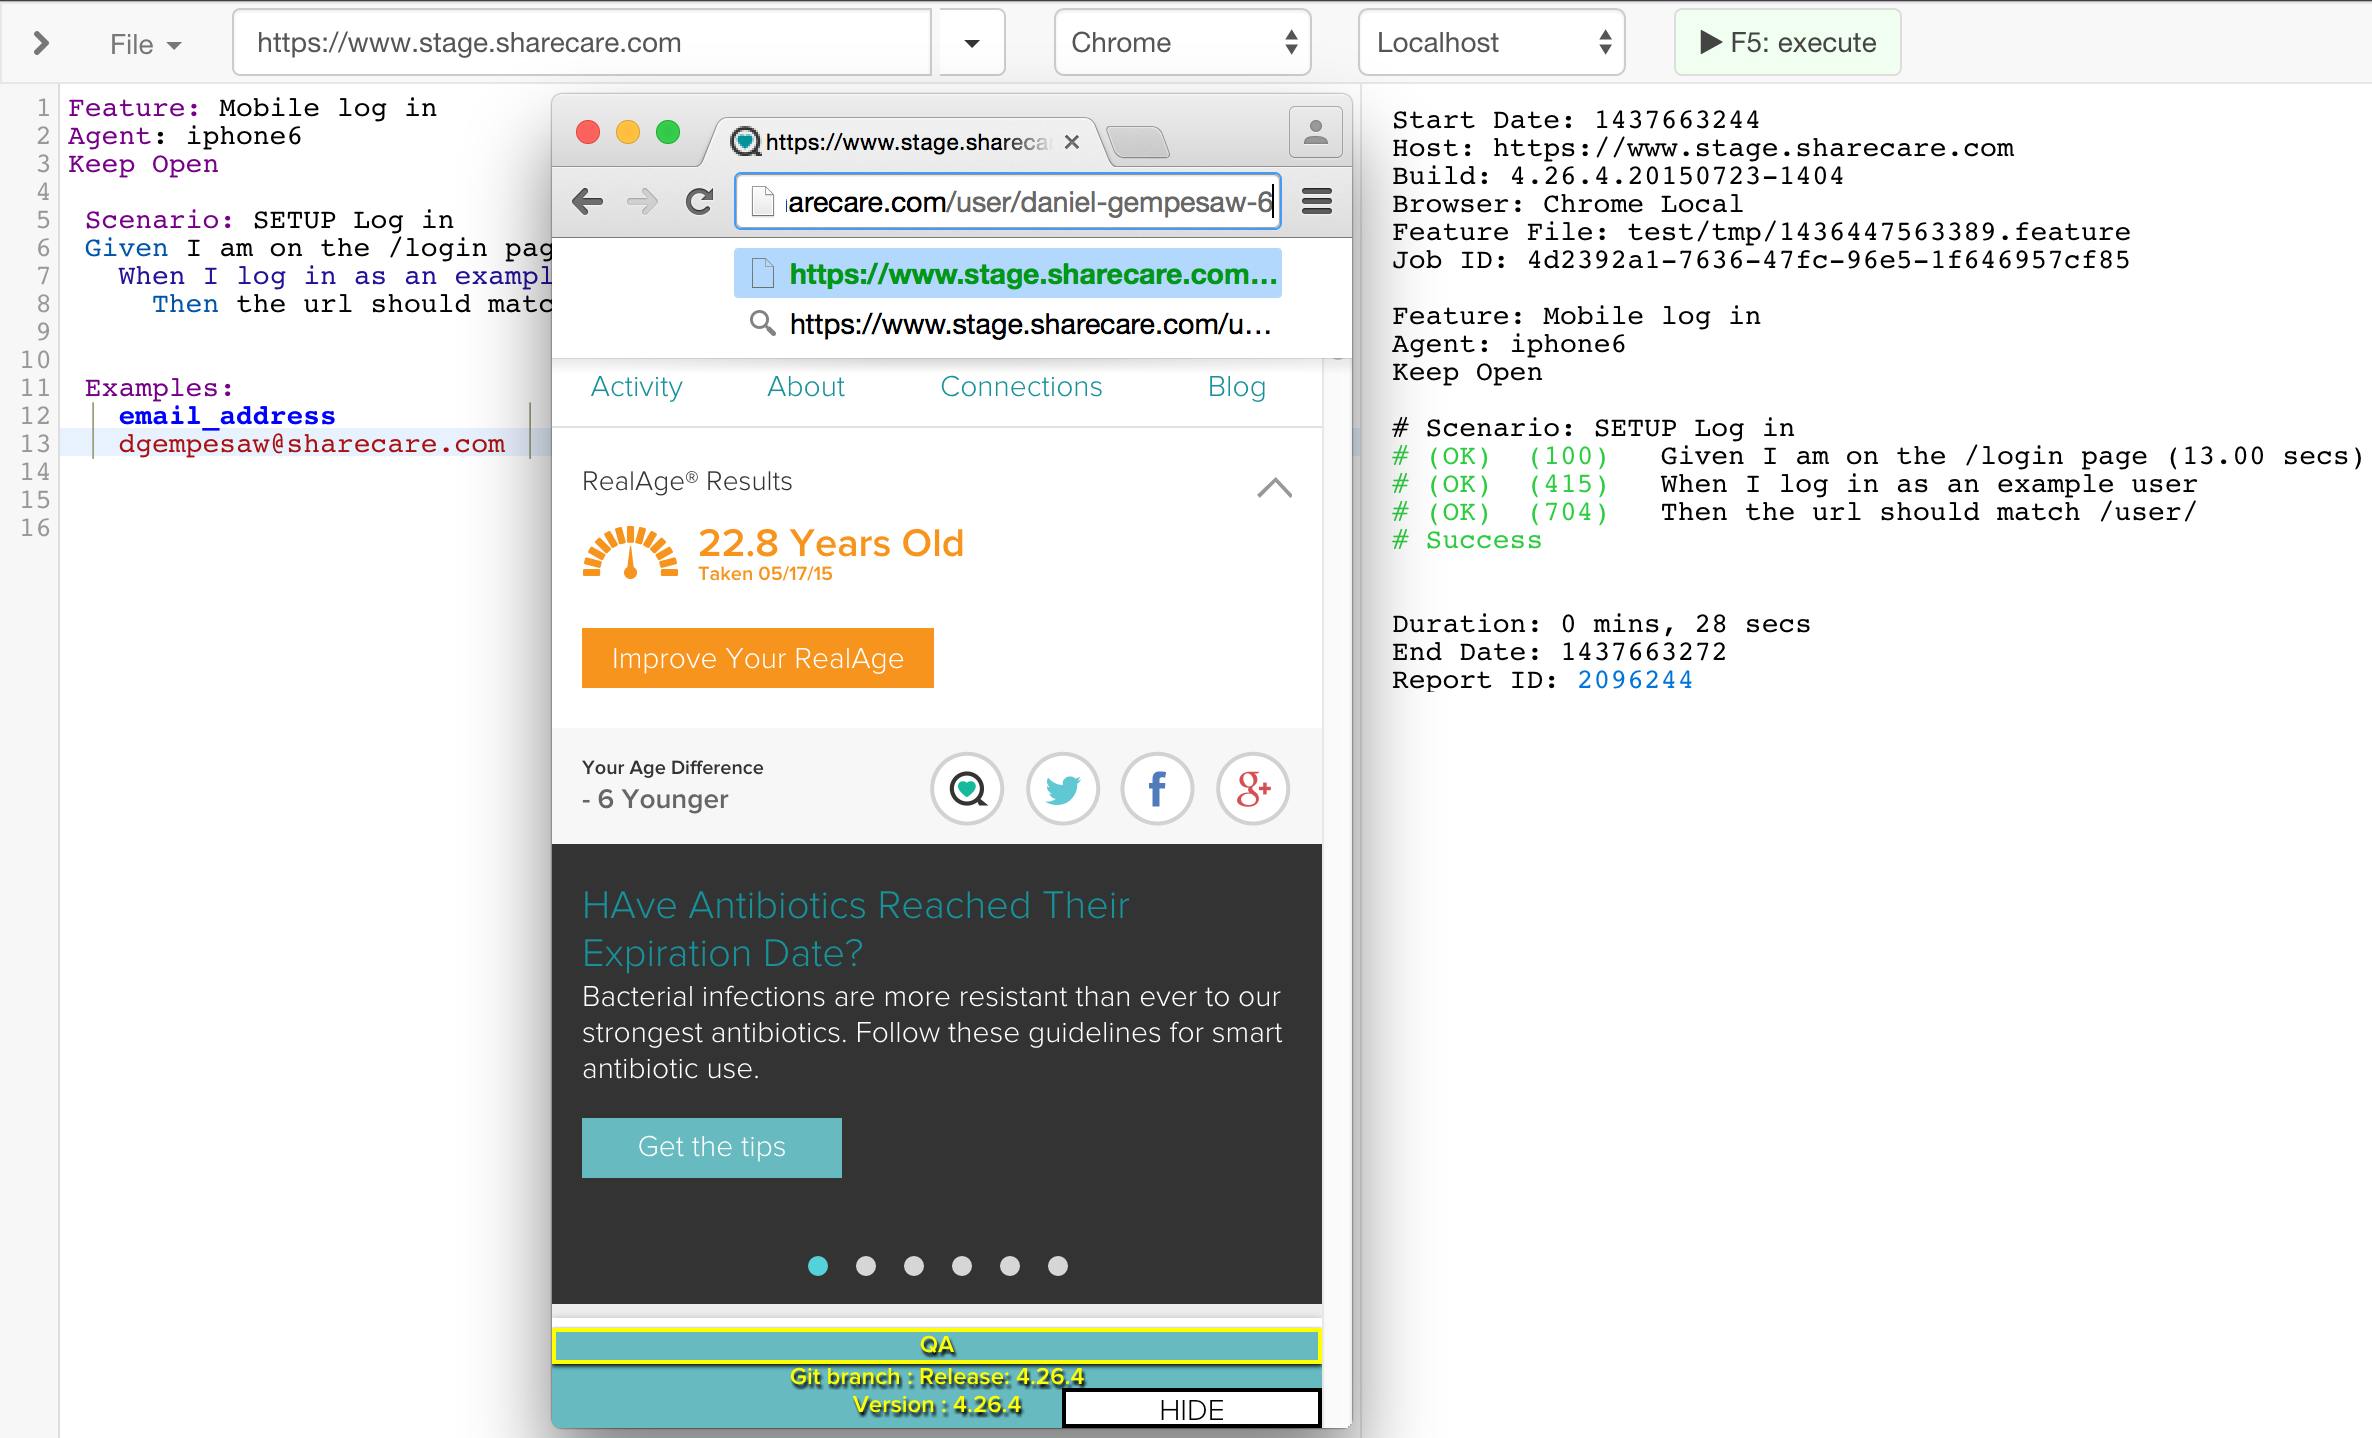 File
https://www.stage.sharecare.com
Chrome
Localhost
F5: execute
1 Feature: Mobile log in
2 Agent: iphone6
3 Keep Open
4
5 Scenario: SETUP Log in
6 Given I am on the /login pag
7 When I log in as an exampl
8 Then the url should matc
9
10
11 Examples:
12 email_address
13 dgempesaw@sharecare.com
14
15
16
https://www.stage.shareca
arecare.com/user/daniel-gempesaw-6
https://www.stage.sharecare.com...
https://www.stage.sharecare.com/u...
Activity About Connections Blog
RealAge® Results
22.8 Years Old
Taken 05/17/15
Improve Your RealAge
Your Age Difference
- 6 Younger
f
g+
HAve Antibiotics Reached Their
Expiration Date?
Bacterial infections are more resistant than ever to our
strongest antibiotics. Follow these guidelines for smart
antibiotic use.
Get the tips
QA
Git branch : Release: 4.26.4
Version : 4.26.4
HIDE
Start Date: 1437663244
Host: https://www.stage.sharecare.com
Build: 4.26.4.20150723-1404
Browser: Chrome Local
Feature File: test/tmp/1436447563389.feature
Job ID: 4d2392a1-7636-47fc-96e5-1f646957cf85
Feature: Mobile log in
Agent: iphone6
Keep Open
# Scenario: SETUP Log in
# (OK) (100) Given I am on the /login page (13.00 secs)
# (OK) (415) When I log in as an example user
# (OK) (704) Then the url should match /user/
# Success
Duration: 0 mins, 28 secs
End Date: 1437663272
Report ID: 2096244